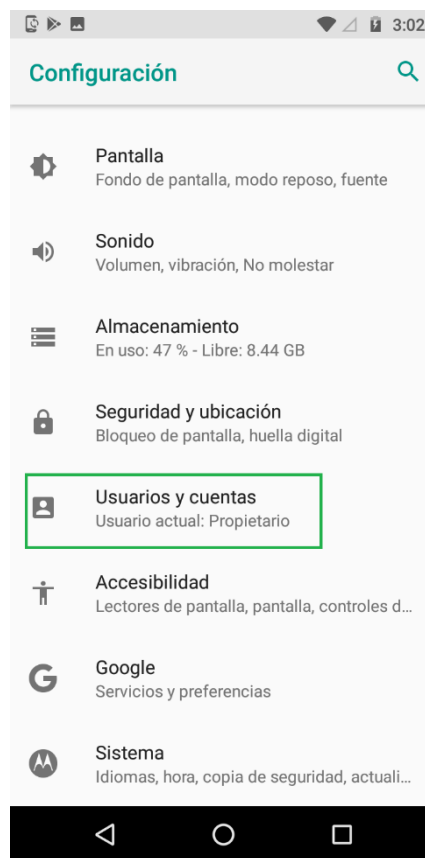 3:02
Configuración
Pantalla
Fondo de pantalla, modo reposo, fuente
Sonido
Volumen, vibración, No molestar
Almacenamiento
En uso: 47 % - Libre: 8.44 GB
Seguridad y ubicación
Bloqueo de pantalla, huella digital
Usuarios y cuentas
Usuario actual: Propietario
Accesibilidad
Lectores de pantalla, pantalla, controles d...
Google
Servicios y preferencias
Sistema
Idiomas, hora, copia de seguridad, actuali...